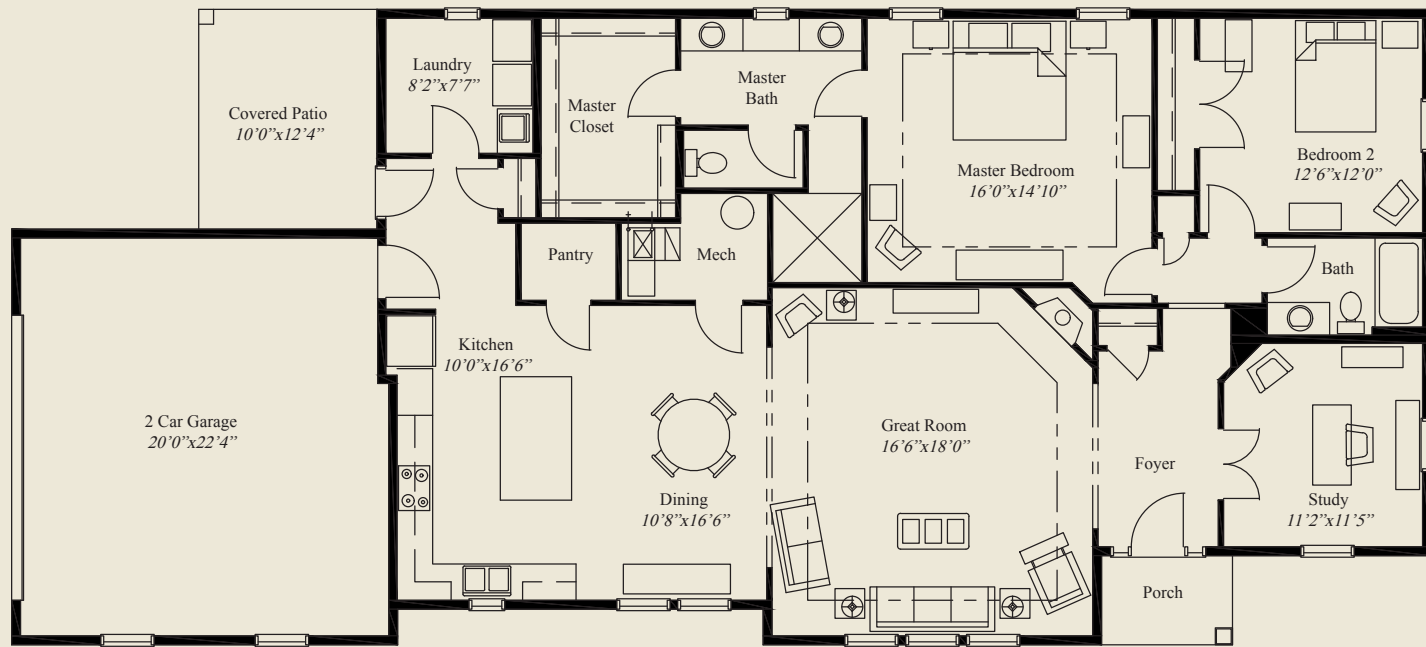 Laundry
8’2”x7’7”
Covered Patio
10’0”x12’4”
Master
Closet
Master
Bath
Master Bedroom
16’0”x14’10”
Bedroom 2
12’6”x12’0”
Pantry
Mech
Bath
Kitchen
10’0”x16’6”
2 Car Garage
20’0”x22’4”
Great Room
16’6”x18’0”
Foyer
Dining
10’8”x16’6”
Study
11’2”x11’5”
Porch